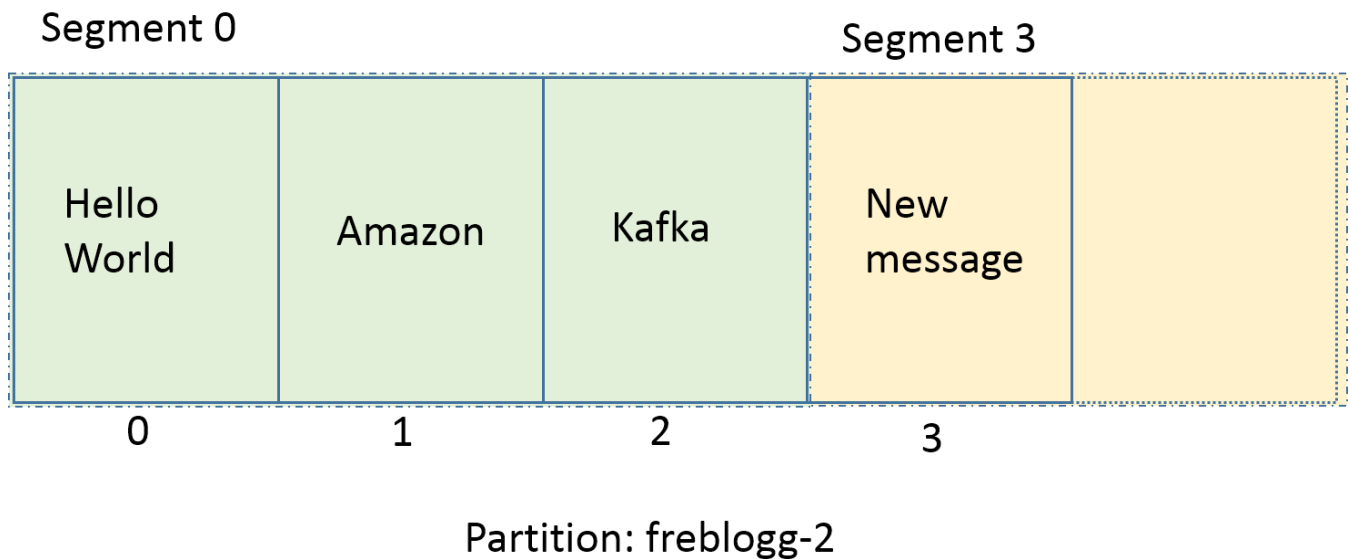 Segment 0
Segment 3
Hello
World
Amazon
Kafka
New
message
0
1
2
3
Partition: freblogg-2